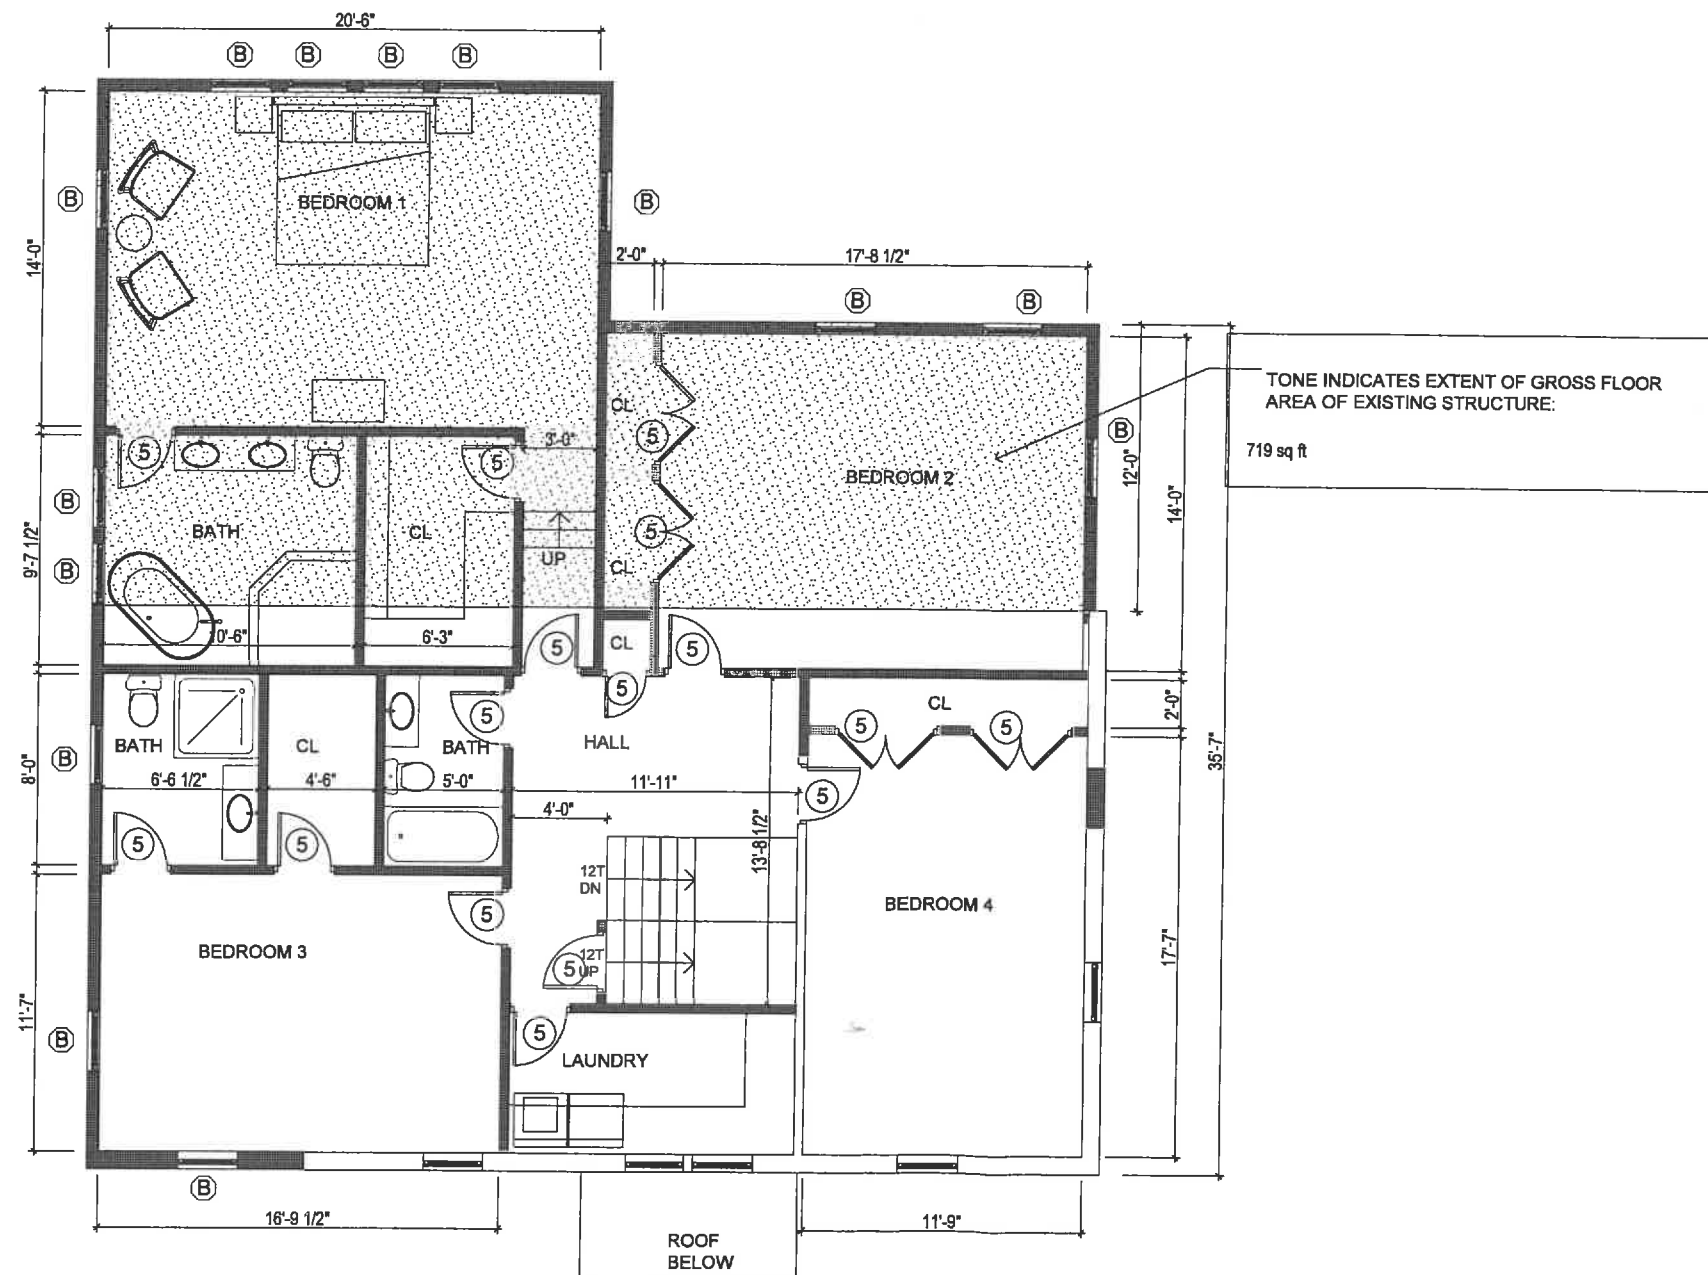 20'-6"
B B B B
B
BEDROOM 1
B
14'-0"
2'-0"
17'-8 1/2"
B B
TONE INDICATES EXTENT OF GROSS FLOOR
AREA OF EXISTING STRUCTURE:
719 sq ft
CL
5
B
12'-0"
14'-0"
BEDROOM 2
5
5
3'-0"
B
BATH
CL
UP
5
CL
B
9'-7 1/2"
10'-6"
6'-3"
5
CL
5
5
BATH
CL
BATH
5
HALL
CL
5
5
2'-0"
35'-7"
B
8'-0"
6'-6 1/2"
4'-6"
5'-0"
11'-11"
4'-0"
5
13'-8 1/2"
5
5
12T
DN
BEDROOM 4
5
BEDROOM 3
12T
UP
5
17'-7"
11'-7"
B
5
LAUNDRY
B
16'-9 1/2"
11'-9"
ROOF
BELOW